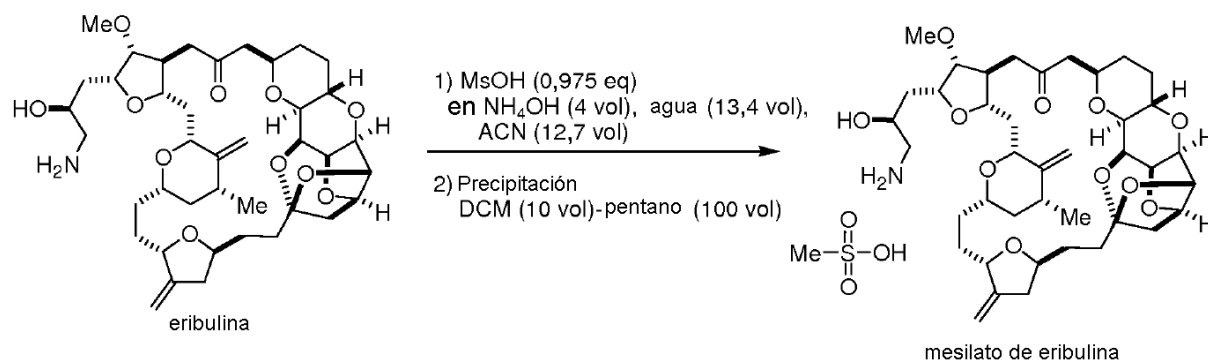 MeO
O
O
H
HO
O
O
H
H
O
NH2
O
O
O
O
H
Me
O
eribulina
1) MsOH (0,975 eq)
en NH4OH (4 vol), agua (13,4 vol),
ACN (12,7 vol)
2) Precipitación
DCM (10 vol)-pentano (100 vol)
MeO
O
O
H
HO
O
O
H
H
O
H2N
O
O
O
O
H
Me
O
O
Me-S-OH
O
mesilato de eribulina